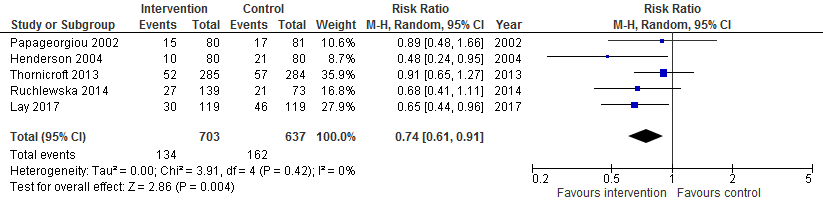 Intervention Control Risk Ratio Risk Ratio
Study or Subgroup Events Total Events Total Weight M-H, Random, 95% CI Year M-H, Random, 95% CI
Papageorgiou 2002 15 80 17 81 10.6% 0.89 [0.48, 1.66] 2002
Henderson 2004 10 80 21 80 8.7% 0.48 [0.24, 0.95] 2004
Thornicroft 2013 52 285 57 284 35.9% 0.91 [0.65, 1.27] 2013
Ruchlewska 2014 27 139 21 73 16.8% 0.68 [0.41, 1.11] 2014
Lay 2017 30 119 46 119 27.9% 0.65 [0.44, 0.96] 2017
Total (95% CI) 703 637 100.0% 0.74 [0.61, 0.91]
Total events 134 162
Heterogeneity: Tau² = 0.00; Chi² = 3.91, df = 4 (P = 0.42); I² = 0%
Test for overall effect: Z = 2.86 (P = 0.004)
0.2 0.5 1 2 5
Favours intervention Favours control